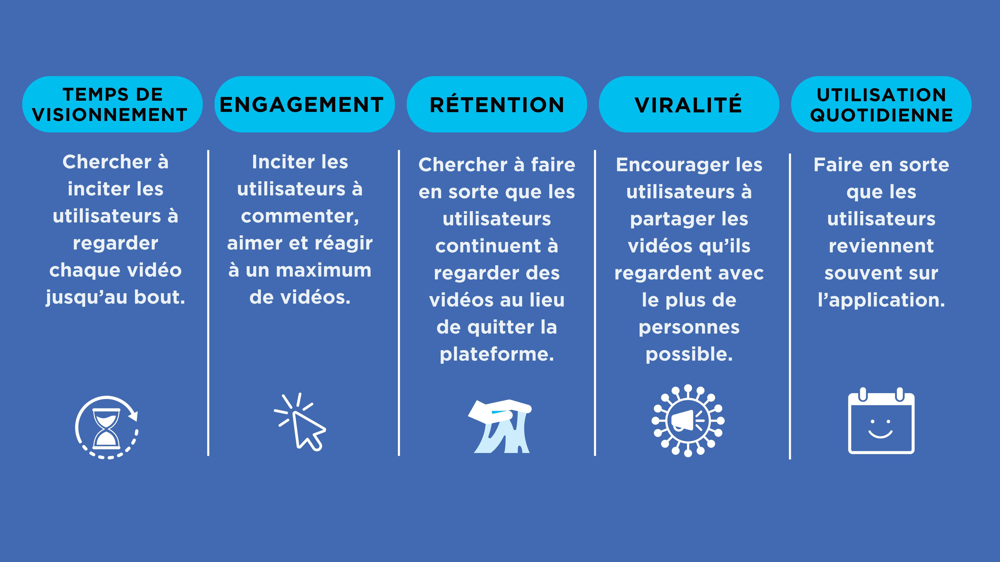 TEMPS DE
VISIONNEMENT
Chercher à
inciter les
utilisateurs à
regarder
chaque vidéo
jusqu’au bout.
ENGAGEMENT
Inciter les
utilisateurs à
commenter,
aimer et réagir
à un maximum
de vidéos.
RÉTENTION
Chercher à faire
en sorte que les
utilisateurs
continuent à
regarder des
vidéos au lieu
de quitter la
plateforme.
VIRALITÉ
Encourager les
utilisateurs à
partager les
vidéos qu’ils
regardent avec
le plus de
personnes
possible.
UTILISATION
QUOTIDIENNE
Faire en sorte
que les
utilisateurs
reviennent
souvent sur
l’application.